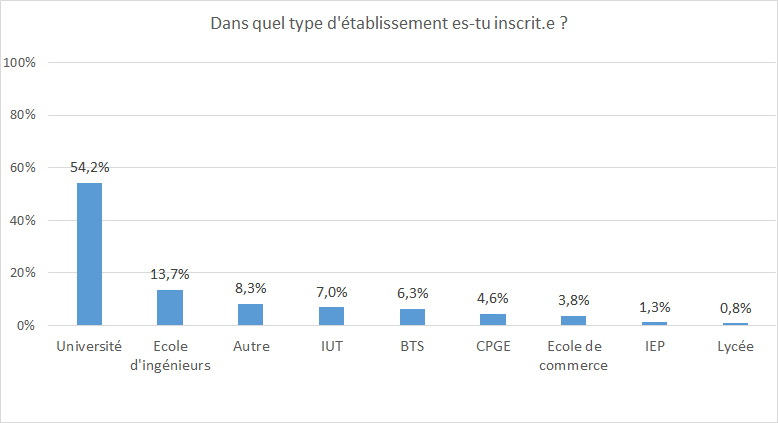 Dans quel type d'établissement es-tu inscrit.e ?
100%
80%
60%
40%
20%
0%
54,2%
13,7%
8,3%
7,0%
6,3%
4,6%
3,8%
1,3%
0,8%
Université
Ecole
d'ingénieurs
Autre
IUT
BTS
CPGE
Ecole de
commerce
IEP
Lycée